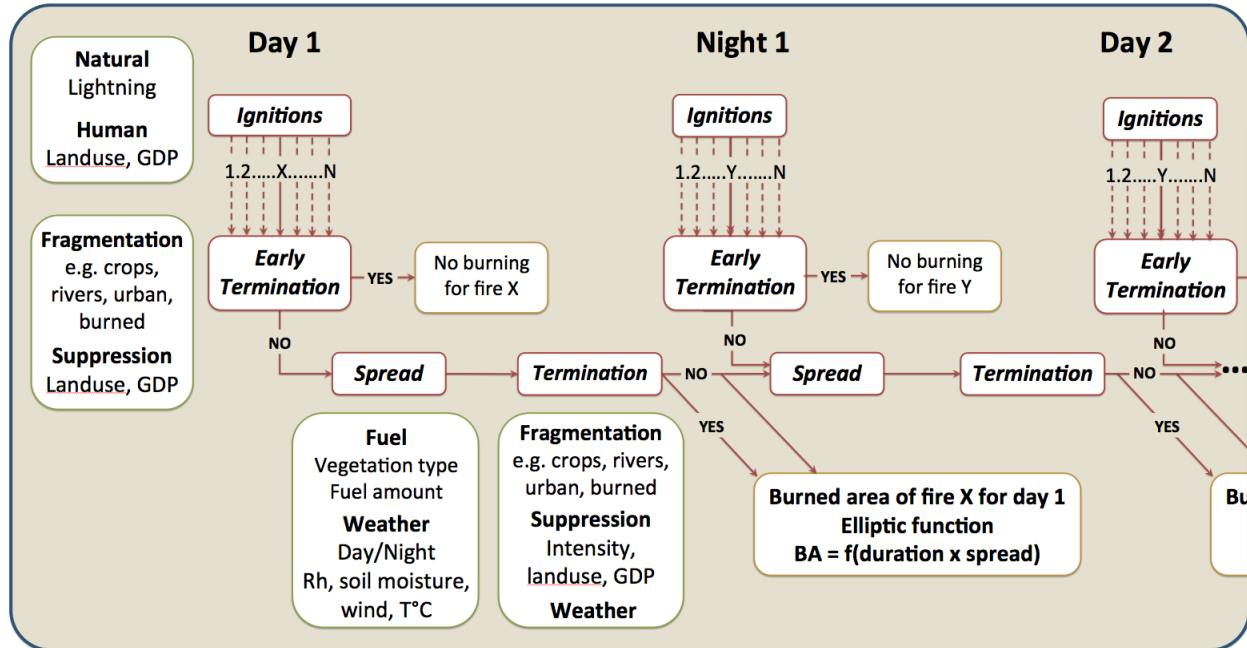 Day 1
Night 1
Day 2
Natural
Lightning
Human
Landuse, GDP
Ignitions
Ignitions
Ignitions
1.2.....X.......N
1.2.....Y.......N
1.2.....Y.......N
Fragmentation
e.g. crops,
rivers, urban,
burned
Suppression
Landuse, GDP
Early
Termination
YES
No burning
for fire X
Early
Termination
YES
No burning
for fire Y
Early
Termination
NO
NO
NO
Spread
Termination
NO
Spread
Termination
NO
....
YES
YES
Fuel
Vegetation type
Fuel amount
Weather
Day/Night
Rh, soil moisture,
wind, T°C
Fragmentation
e.g. crops, rivers,
urban, burned
Suppression
Intensity,
landuse, GDP
Weather
Burned area of fire X for day 1
Elliptic function
BA = f(duration x spread)
Bu